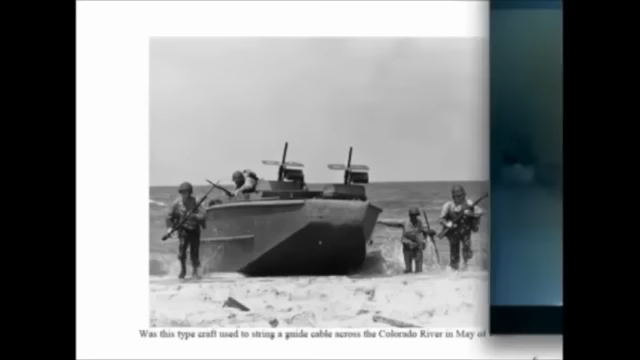 Was this type craft used to string a guide cable across the Colorado River in May of